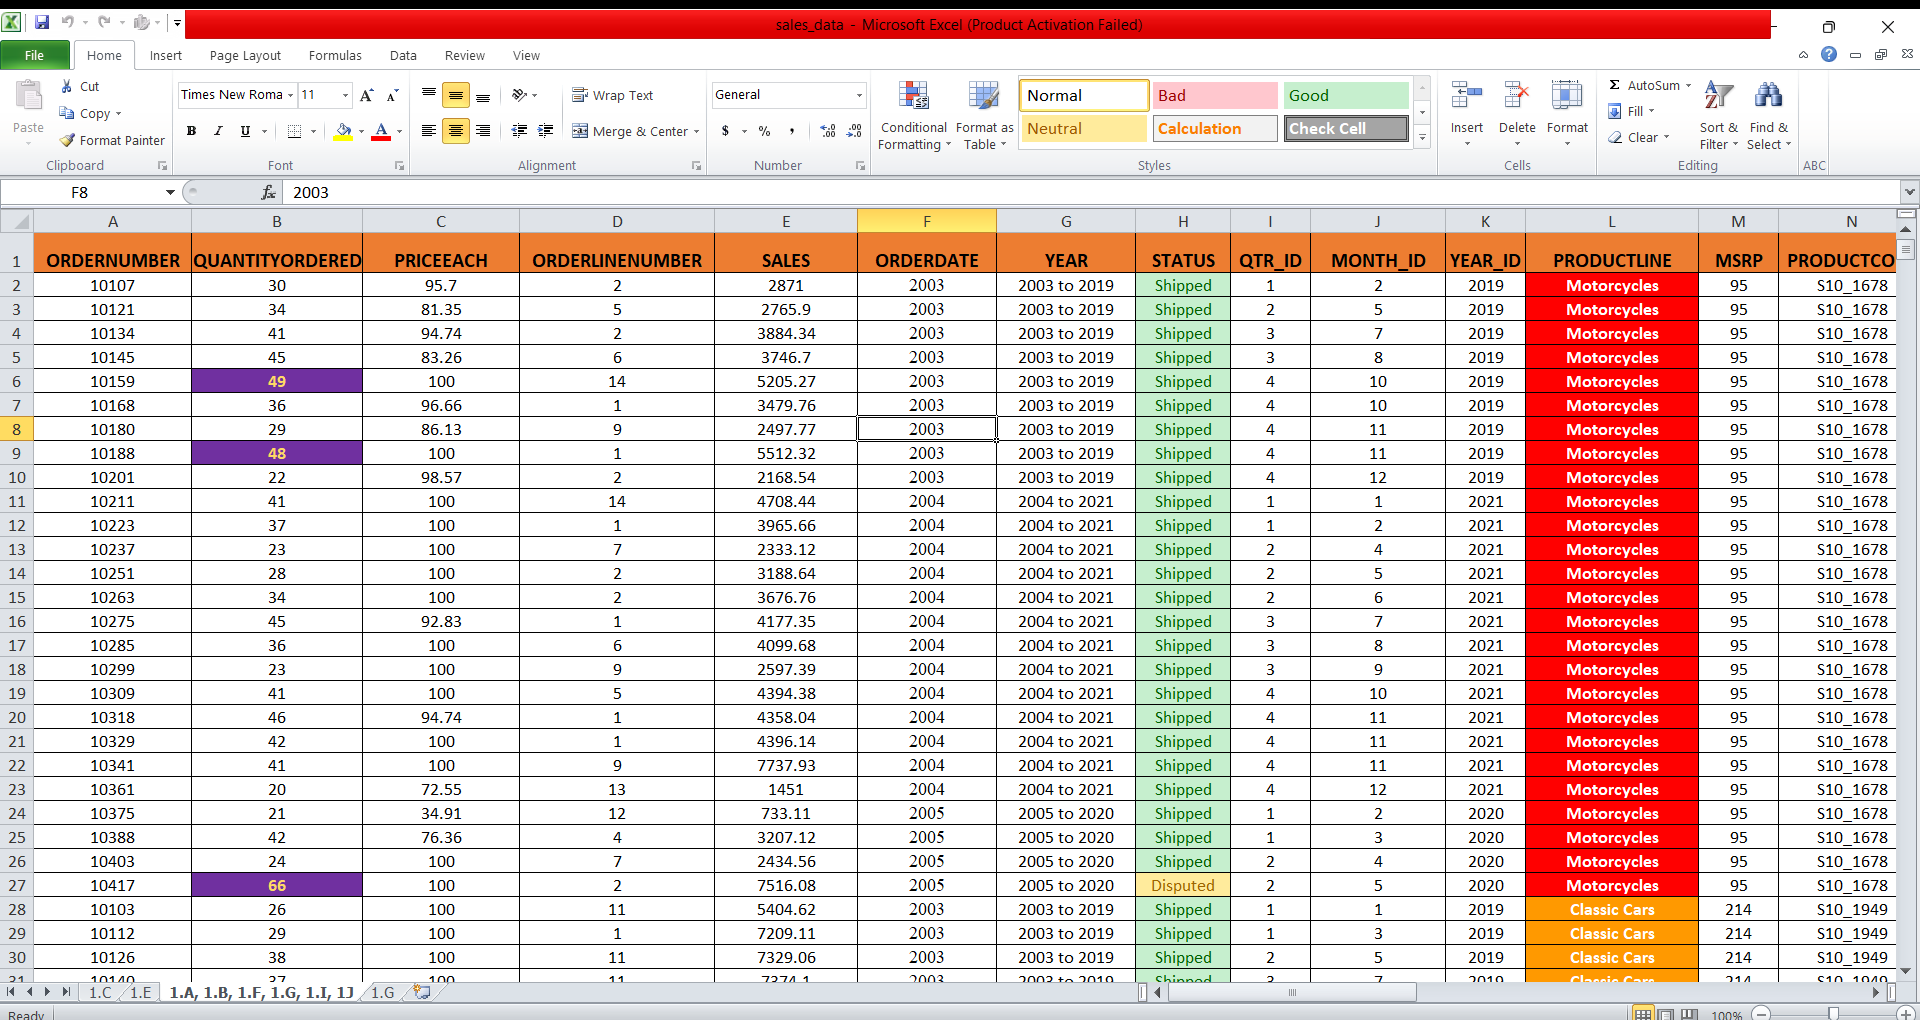 sales_data - Microsoft Excel (Product Activation Failed)
File Home Insert Page Layout Formulas Data Review View
Paste Cut Copy Format Painter Clipboard
Times New Roma 11 B I U A Font
Wrap Text Merge & Center Alignment
General $ % , Number
Conditional Formatting Format as Table
Normal Bad Good
Neutral Calculation Check Cell
Styles
Insert Delete Format Cells
Σ AutoSum Fill Clear Sort & Filter Find & Select Editing
ABC
F8 fx 2003
A B C D E F G H I J K L M N
1 ORDERNUMBER QUANTITYORDERED PRICEEACH ORDERLINENUMBER SALES ORDERDATE YEAR STATUS QTR_ID MONTH_ID YEAR_ID PRODUCTLINE MSRP PRODUCTCO
2 10107 30 95.7 2 2871 2003 2003 to 2019 Shipped 1 2 2019 Motorcycles 95 S10_1678
3 10121 34 81.35 5 2765.9 2003 2003 to 2019 Shipped 2 5 2019 Motorcycles 95 S10_1678
4 10134 41 94.74 2 3884.34 2003 2003 to 2019 Shipped 3 7 2019 Motorcycles 95 S10_1678
5 10145 45 83.26 6 3746.7 2003 2003 to 2019 Shipped 3 8 2019 Motorcycles 95 S10_1678
6 10159 49 100 14 5205.27 2003 2003 to 2019 Shipped 4 10 2019 Motorcycles 95 S10_1678
7 10168 36 96.66 1 3479.76 2003 2003 to 2019 Shipped 4 10 2019 Motorcycles 95 S10_1678
8 10180 29 86.13 9 2497.77 2003 2003 to 2019 Shipped 4 11 2019 Motorcycles 95 S10_1678
9 10188 48 100 1 5512.32 2003 2003 to 2019 Shipped 4 11 2019 Motorcycles 95 S10_1678
10 10201 22 98.57 2 2168.54 2003 2003 to 2019 Shipped 4 12 2019 Motorcycles 95 S10_1678
11 10211 41 100 14 4708.44 2004 2004 to 2021 Shipped 1 1 2021 Motorcycles 95 S10_1678
12 10223 37 100 1 3965.66 2004 2004 to 2021 Shipped 1 2 2021 Motorcycles 95 S10_1678
13 10237 23 100 7 2333.12 2004 2004 to 2021 Shipped 2 4 2021 Motorcycles 95 S10_1678
14 10251 28 100 2 3188.64 2004 2004 to 2021 Shipped 2 5 2021 Motorcycles 95 S10_1678
15 10263 34 100 2 3676.76 2004 2004 to 2021 Shipped 2 6 2021 Motorcycles 95 S10_1678
16 10275 45 92.83 1 4177.35 2004 2004 to 2021 Shipped 3 7 2021 Motorcycles 95 S10_1678
17 10285 36 100 6 4099.68 2004 2004 to 2021 Shipped 3 8 2021 Motorcycles 95 S10_1678
18 10299 23 100 9 2597.39 2004 2004 to 2021 Shipped 3 9 2021 Motorcycles 95 S10_1678
19 10309 41 100 5 4394.38 2004 2004 to 2021 Shipped 4 10 2021 Motorcycles 95 S10_1678
20 10318 46 94.74 1 4358.04 2004 2004 to 2021 Shipped 4 11 2021 Motorcycles 95 S10_1678
21 10329 42 100 1 4396.14 2004 2004 to 2021 Shipped 4 11 2021 Motorcycles 95 S10_1678
22 10341 41 100 9 7737.93 2004 2004 to 2021 Shipped 4 11 2021 Motorcycles 95 S10_1678
23 10361 20 72.55 13 1451 2004 2004 to 2021 Shipped 4 12 2021 Motorcycles 95 S10_1678
24 10375 21 34.91 12 733.11 2005 2005 to 2020 Shipped 1 2 2020 Motorcycles 95 S10_1678
25 10388 42 76.36 4 3207.12 2005 2005 to 2020 Shipped 1 3 2020 Motorcycles 95 S10_1678
26 10403 24 100 7 2434.56 2005 2005 to 2020 Shipped 2 4 2020 Motorcycles 95 S10_1678
27 10417 66 100 2 7516.08 2005 2005 to 2020 Disputed 2 5 2020 Motorcycles 95 S10_1678
28 10103 26 100 11 5404.62 2003 2003 to 2019 Shipped 1 1 2019 Classic Cars 214 S10_1949
29 10112 29 100 1 7209.11 2003 2003 to 2019 Shipped 1 3 2019 Classic Cars 214 S10_1949
30 10126 38 100 11 7329.06 2003 2003 to 2019 Shipped 2 5 2019 Classic Cars 214 S10_1949
31 10140 37 100 11 7374.1 2003 2003 to 2019 Shipped 3 7 2019 Classic Cars 214 S10_1949
1.C 1.E 1.A, 1.B, 1.F, 1.G, 1.I, 1J 1.G
Ready 100%